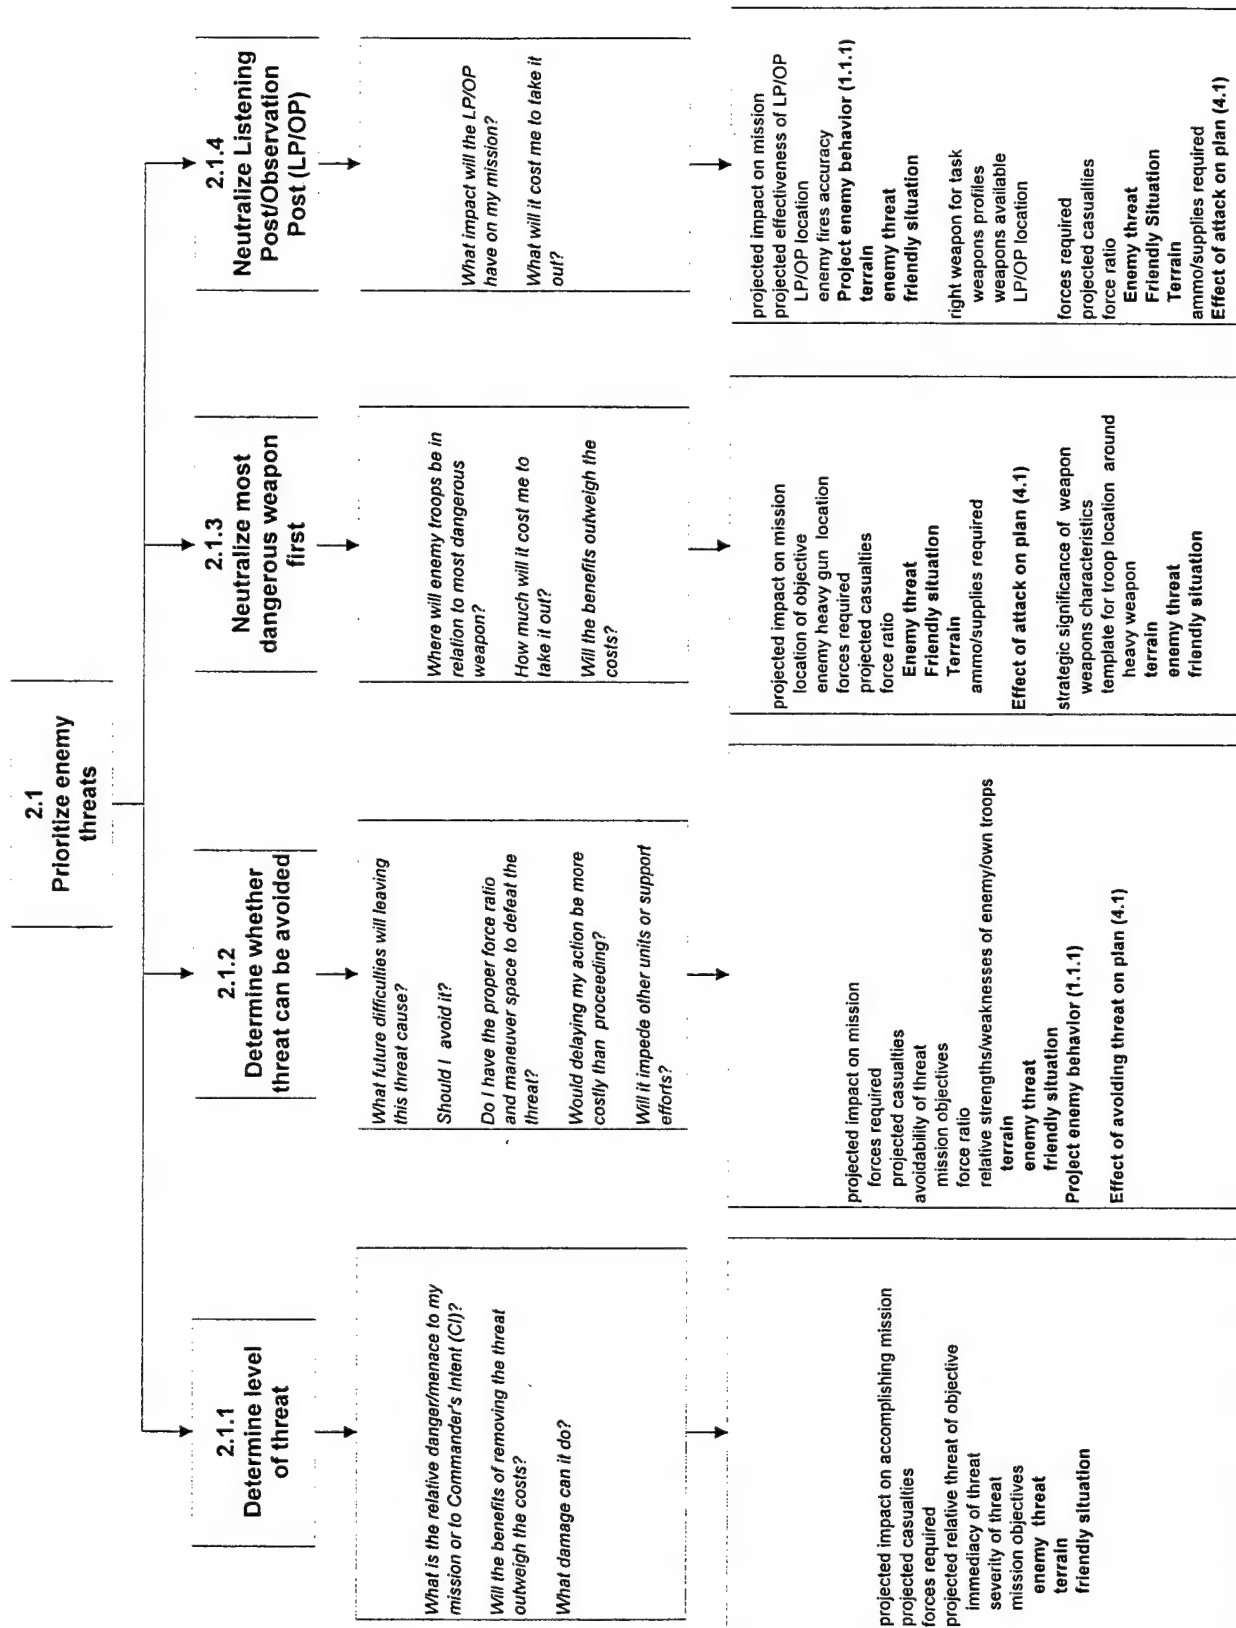 2.1
Prioritize enemy
threats
2.1.1
Determine level
of threat
What is the relative danger/menace to my
mission or to Commander's Intent (CI)?
Will the benefits of removing the threat
outweigh the costs?
What damage can it do?
projected impact on accomplishing mission
projected casualties
forces required
projected relative threat of objective
immediacy of threat
severity of threat
mission objectives
enemy threat
terrain
friendly situation
2.1.2
Determine whether
threat can be avoided
What future difficulties will leaving
this threat cause?
Should I avoid it?
Do I have the proper force ratio
and maneuver space to defeat the
threat?
Would delaying my action be more
costly than proceeding?
Will it impede other units or support
efforts?
projected impact on mission
forces required
projected casualties
avoidability of threat
mission objectives
force ratio
relative strengths/weaknesses of enemy/own troops
terrain
enemy threat
friendly situation
Project enemy behavior (1.1.1)
Effect of avoiding threat on plan (4.1)
2.1.3
Neutralize most
dangerous weapon
first
Where will enemy troops be in
relation to most dangerous
weapon?
How much will it cost me to
take it out?
Will the benefits outweigh the
costs?
projected impact on mission
location of objective
enemy heavy gun location
forces required
projected casualties
force ratio
Enemy threat
Friendly situation
Terrain
ammo/supplies required
Effect of attack on plan (4.1)
strategic significance of weapon
weapons characteristics
template for troop location around
heavy weapon
terrain
enemy threat
friendly situation
2.1.4
Neutralize Listening
Post/Observation
Post (LP/OP)
What impact will the LP/OP
have on my mission?
What will it cost me to take it
out?
projected impact on mission
projected effectiveness of LP/OP
LP/OP location
enemy fires accuracy
Project enemy behavior (1.1.1)
terrain
enemy threat
friendly situation
right weapon for task
weapons profiles
weapons available
LP/OP location
forces required
projected casualties
force ratio
Enemy threat
Friendly Situation
Terrain
ammo/supplies required
Effect of attack on plan (4.1)